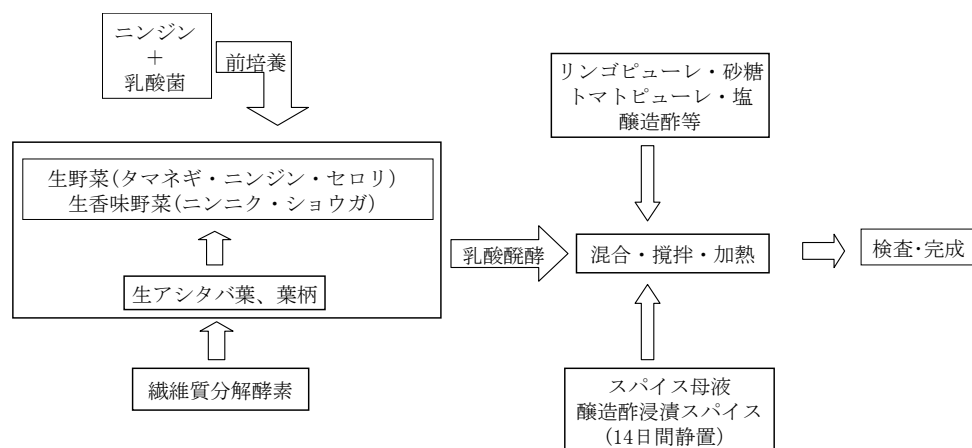 ニンジン
＋
乳酸菌
前培養
リンゴピューレ・砂糖
トマトピューレ・塩
醸造酢等
生野菜(タマネギ・ニンジン・セロリ)
生香味野菜(ニンニク・ショウガ)
生アシタバ葉、葉柄
乳酸醗酵
混合・撹拌・加熱
検査・完成
繊維質分解酵素
スパイス母液
醸造酢浸漬スパイス
(14日間静置)